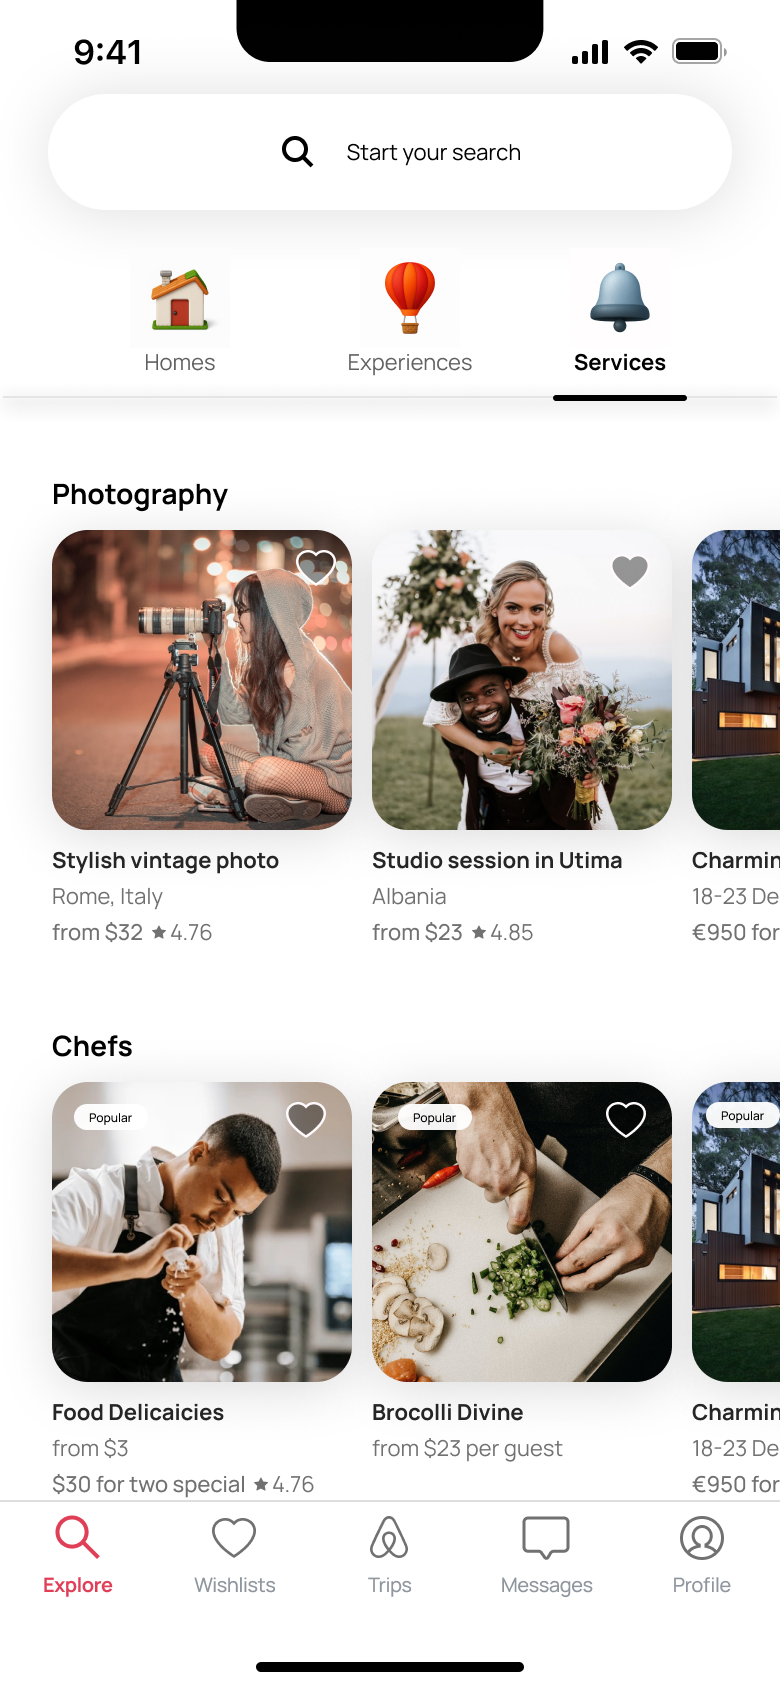 9:41
Start your search
Homes
Experiences
Services
Photography
Stylish vintage photo
Rome, Italy
from $32 ★ 4.76
Studio session in Utima
Albania
from $23 ★ 4.85
Charmin
18-23 De
€950 for
Chefs
Popular
Popular
Popular
Food Delicaicies
from $3
$30 for two special ★ 4.76
Brocolli Divine
from $23 per guest
Charmin
18-23 De
€950 for
Explore
Wishlists
Trips
Messages
Profile